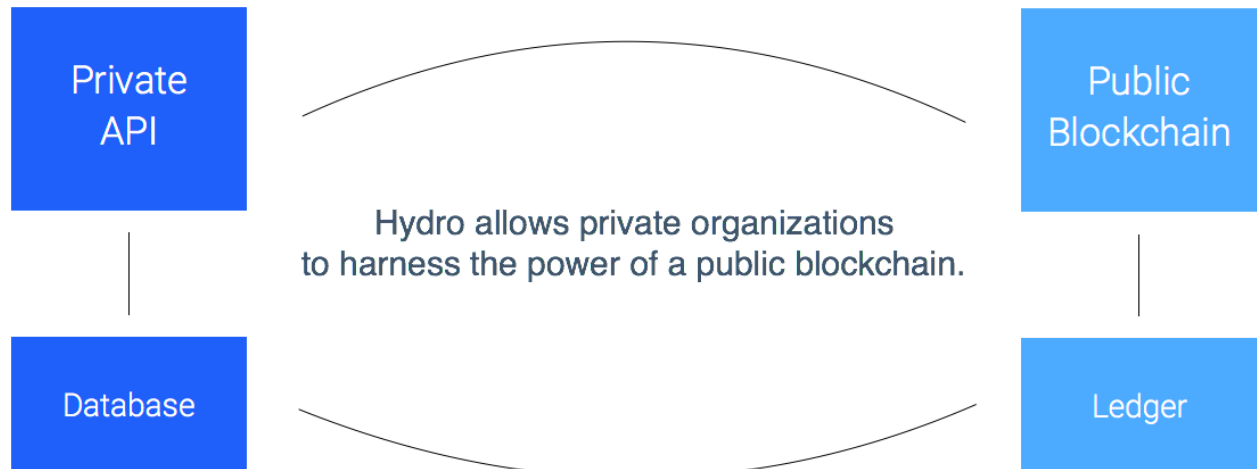 Private
API
Public
Blockchain
Hydro allows private organizations
to harness the power of a public blockchain.
Database
Ledger